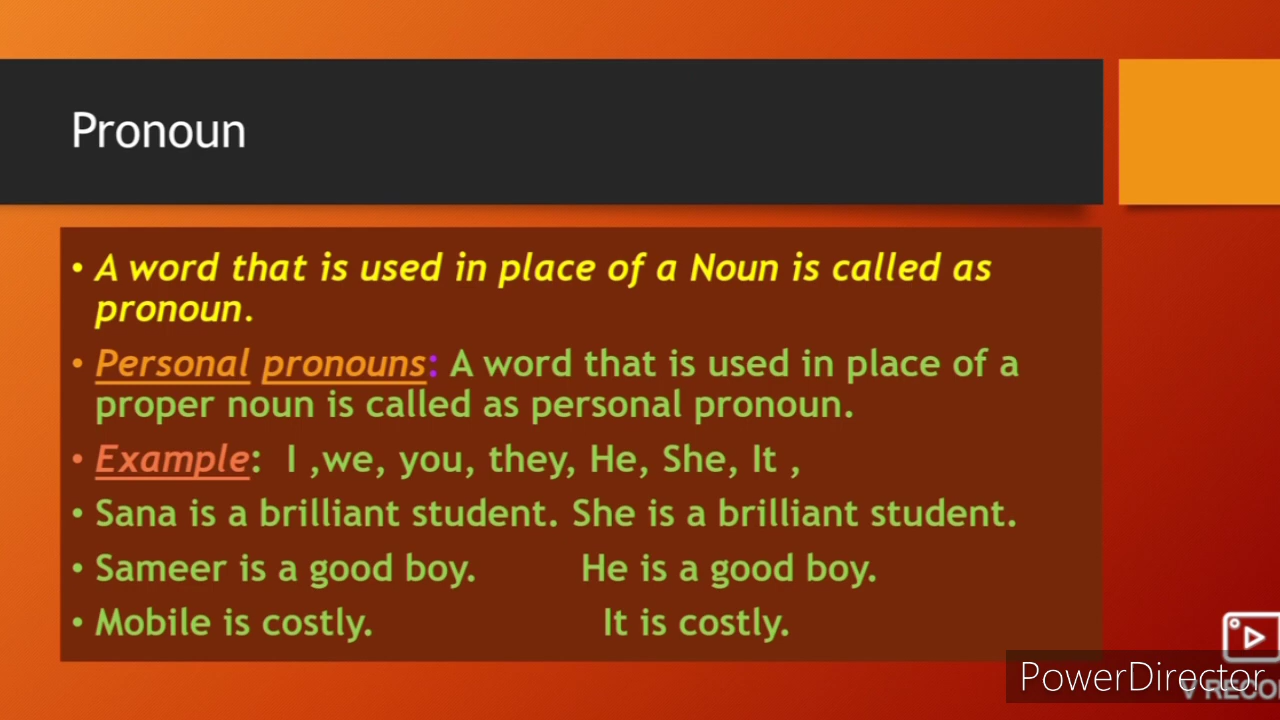 Pronoun
• A word that is used in place of a Noun is called as
pronoun.
• Personal pronouns: A word that is used in place of a
proper noun is called as personal pronoun.
• Example: I ,we, you, they, He, She, It ,
• Sana is a brilliant student. She is a brilliant student.
• Sameer is a good boy. He is a good boy.
• Mobile is costly. It is costly.
PowerDirector
V RECO